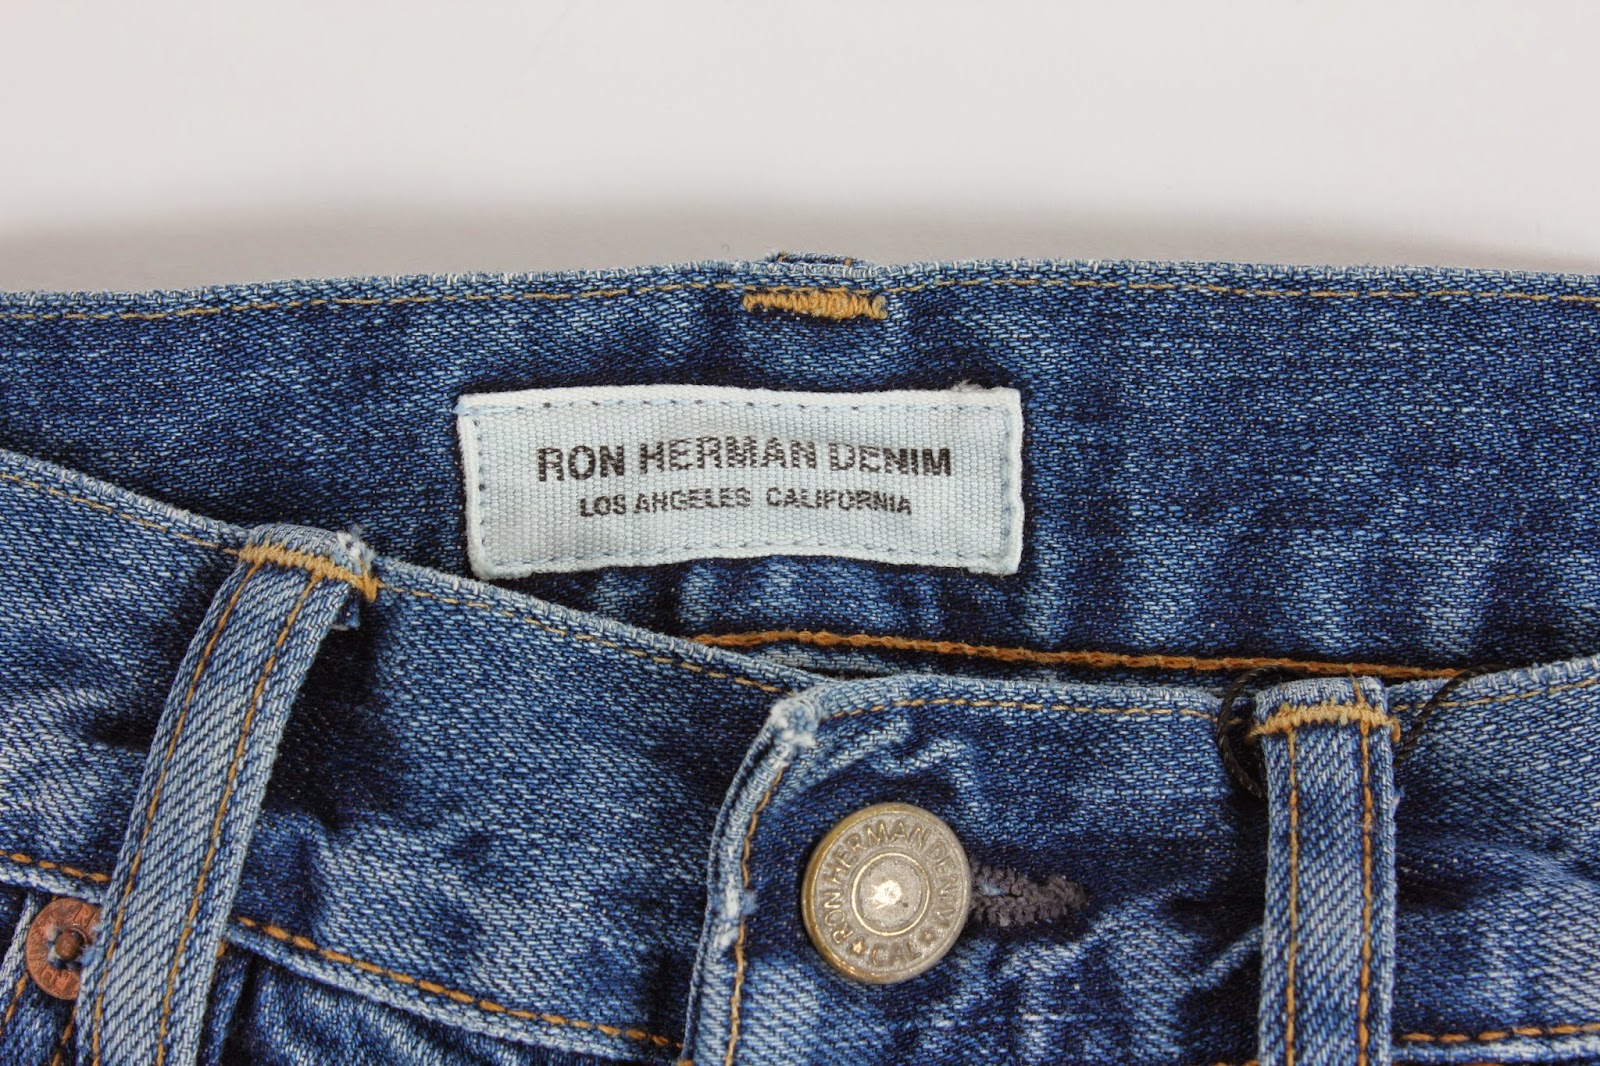 RON HERMAN DENIM
LOS ANGELES CALIFORNIA
RON HERMAN DENIM
CAL